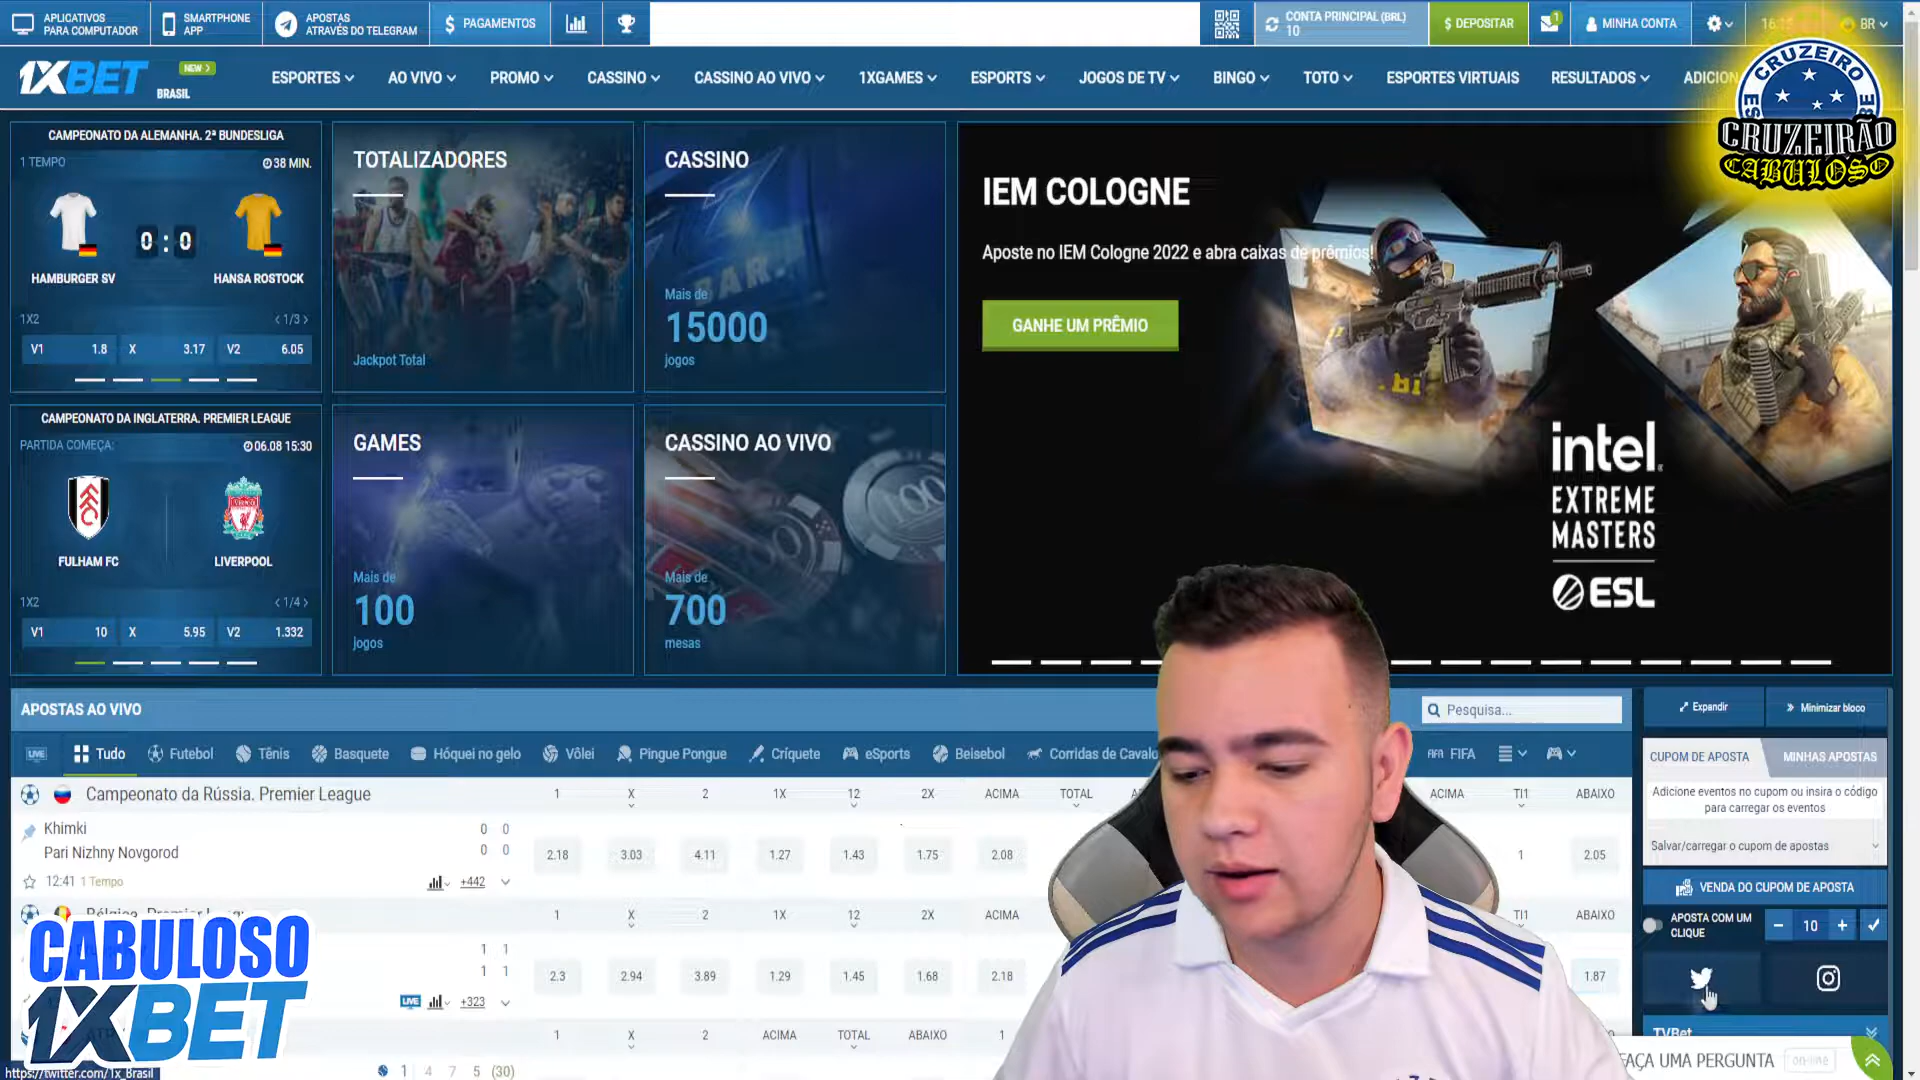 APLICATIVOS
PARA COMPUTADOR
SMARTPHONE
APP
APOSTAS
ATRAVÉS DO TELEGRAM
$ PAGAMENTOS
CONTA PRINCIPAL (BRL)
10
$ DEPOSITAR
1
MINHA CONTA
BR
1XBET
NEW >
BRASIL
ESPORTES
AO VIVO
PROMO
CASSINO
CASSINO AO VIVO
1XGAMES
ESPORTS
JOGOS DE TV
BINGO
TOTO
ESPORTES VIRTUAIS
RESULTADOS
CRUZEIRO
CRUZEIRÃO
CABULOSO
CAMPEONATO DA ALEMANHA. 2ª BUNDESLIGA
1 TEMPO
38 MIN.
0 : 0
HAMBURGER SV
HANSA ROSTOCK
1X2
< 1/3 >
V1 1.8 X 3.17 V2 6.05
TOTALIZADORES
Jackpot Total
CASSINO
Mais de
15000
jogos
IEM COLOGNE
Aposte no IEM Cologne 2022 e abra caixas de prêmios!
GANHE UM PRÊMIO
intel
EXTREME
MASTERS
ESL
CAMPEONATO DA INGLATERRA. PREMIER LEAGUE
PARTIDA COMEÇA:
06.08 15:30
FULHAM FC
LIVERPOOL
1X2
< 1/4 >
V1 10 X 5.95 V2 1.332
GAMES
Mais de
100
jogos
CASSINO AO VIVO
Mais de
700
mesas
APOSTAS AO VIVO
Pesquisa...
Expandir
Minimizar bloco
LIVE
Tudo
Futebol
Tênis
Basquete
Hóquei no gelo
Vôlei
Pingue Pongue
Críquete
eSports
Beisebol
Corridas de Cavalo
FIFA
CUPOM DE APOSTA
MINHAS APOSTAS
Adicione eventos no cupom ou insira o código
para carregar os eventos
Salvar/carregar o cupom de apostas
VENDA DO CUPOM DE APOSTA
APOSTA COM UM
CLIQUE
− 10 +
Campeonato da Rússia. Premier League
1 X 2 1X 12 2X ACIMA TOTAL ACIMA TI1 ABAIXO
Khimki
0 0
Pari Nizhny Novgorod
0 0
2.18 3.03 4.11 1.27 1.43 1.75 2.08 1 2.05
12:41 1 Tempo
+442
1 X 2 1X 12 2X ACIMA TI1 ABAIXO
1 1
1 1
2.3 2.94 3.89 1.29 1.45 1.68 2.18 1.87
LIVE
+323
1 X 2 ACIMA TOTAL ABAIXO 1
1 4 7 5 (30)
CABULOSO
1XBET
TVBet
FAÇA UMA PERGUNTA
on-line
https://twitter.com/1x_Brasil